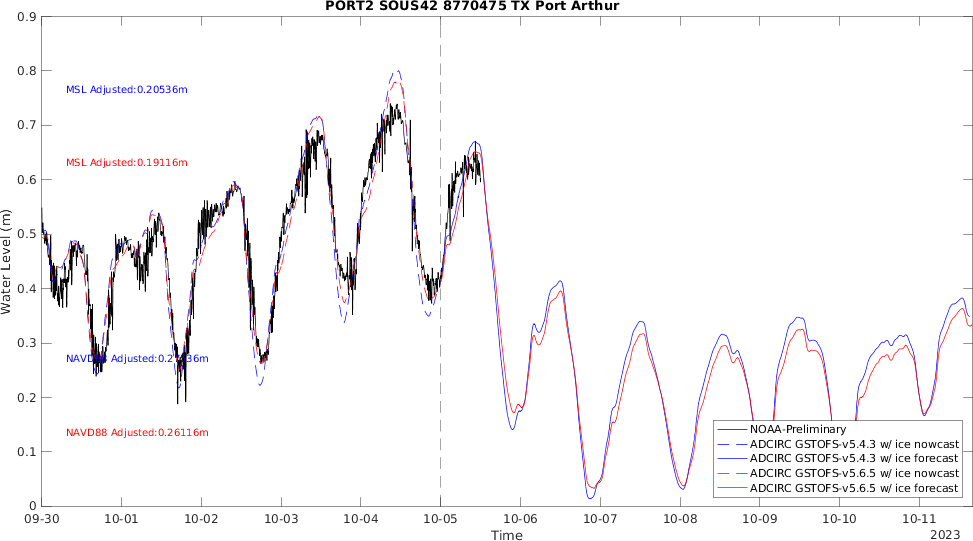 PORT2 SOUS42 8770475 TX Port Arthur
0.9
0.8
0.7
0.6
0.5
0.4
0.3
0.2
0.1
0
Water Level (m)
MSL Adjusted:0.20536m
MSL Adjusted:0.19116m
NAVD88 Adjusted:
NAVD88 Adjusted:0.26116m
NOAA-Preliminary
ADCIRC GSTOFS-v5.4.3 w/ ice nowcast
ADCIRC GSTOFS-v5.4.3 w/ ice forecast
ADCIRC GSTOFS-v5.6.5 w/ ice nowcast
ADCIRC GSTOFS-v5.6.5 w/ ice forecast
09-30 10-01 10-02 10-03 10-04 10-05 10-06 10-07 10-08 10-09 10-10 10-11
Time
2023